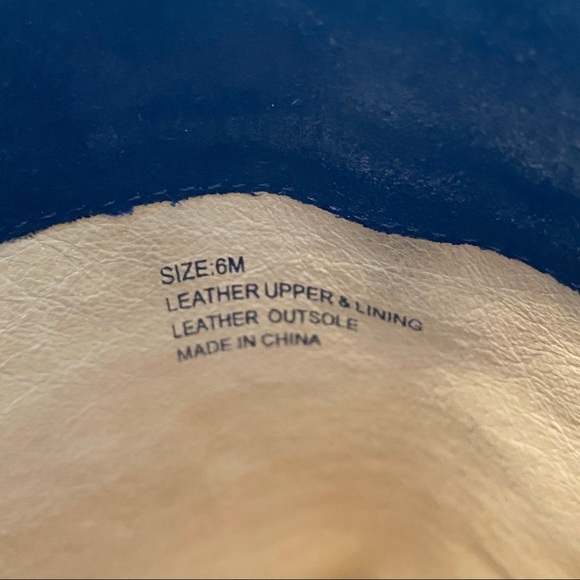 SIZE:6M
LEATHER UPPER & LINING
LEATHER OUTSOLE
MADE IN CHINA